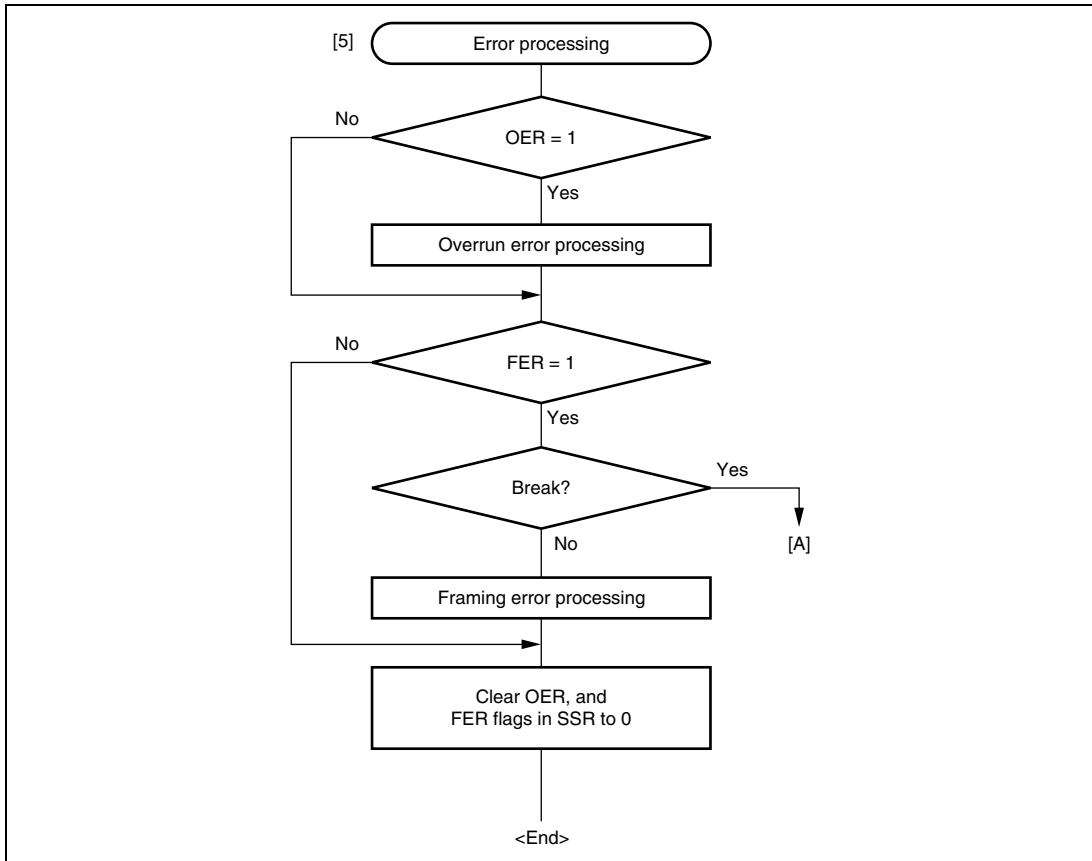 [5]
Error processing
No
OER = 1
Yes
Overrun error processing
No
FER = 1
Yes
Break?
Yes
[A]
No
Framing error processing
Clear OER, and
FER flags in SSR to 0
<End>